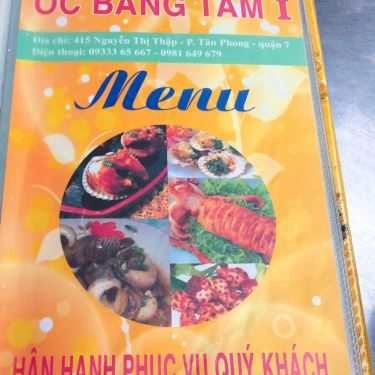 ỐC BĂNG TÂM 1
Địa chỉ: 415 Nguyễn Thị Thập - P. Tân Phong - quận 7
Điện thoại: 09333 65 667 - 0981 649 679
Menu
HÂN HẠNH PHỤC VỤ QUÝ KHÁCH